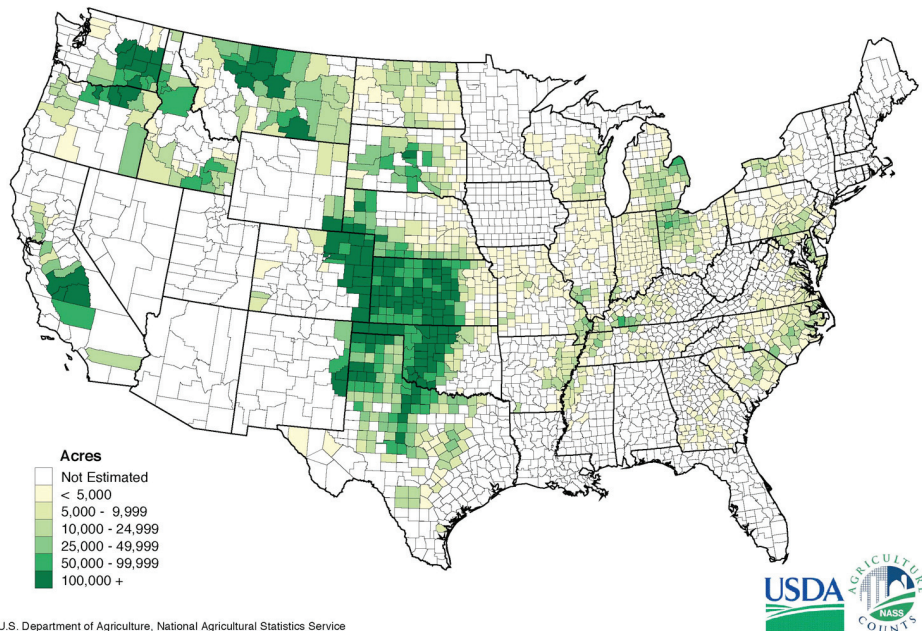 Acres
Not Estimated
< 5,000
5,000 - 9,999
10,000 - 24,999
25,000 - 49,999
50,000 - 99,999
100,000 +
USDA
AGRICULTURE
NASS
COUNTS
U.S. Department of Agriculture, National Agricultural Statistics Service